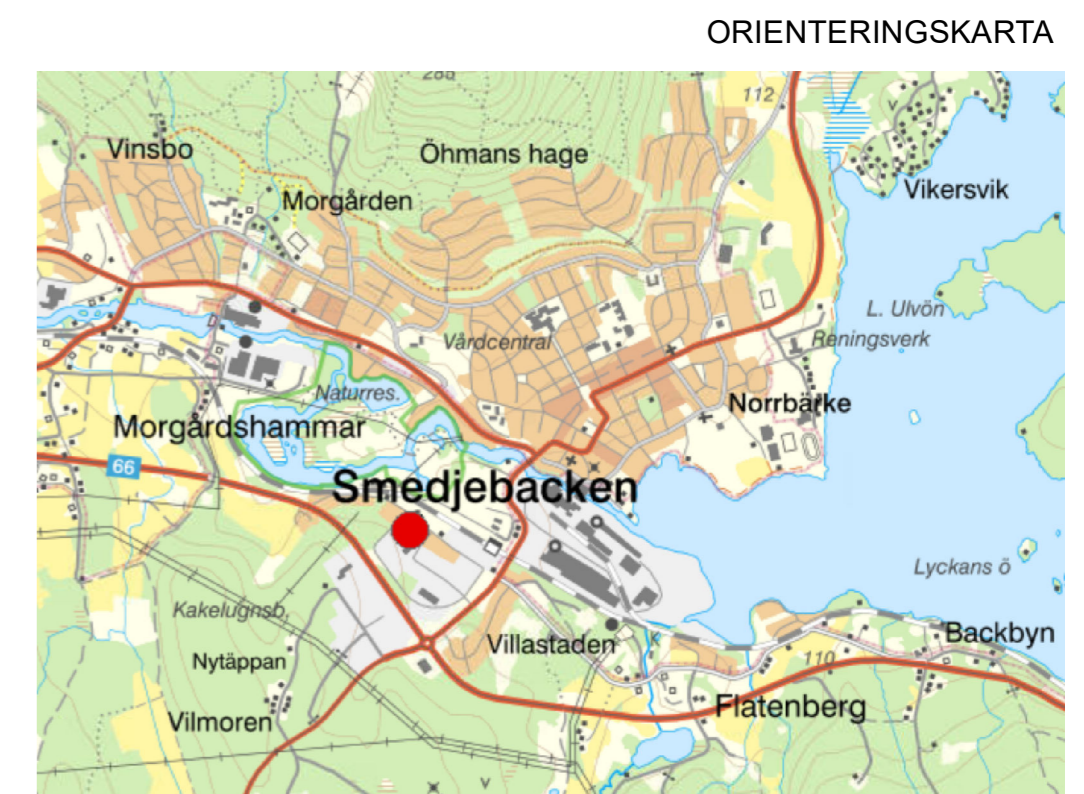 ORIENTERINGSKARTA
285
112
Vinsbo
Öhmans hage
Vikersvik
Morgården
L. Ulvön
Vårdcentral
Reningsverk
Naturres.
Norrbärke
Morgårdshammar
66
Smedjebacken
Lyckans ö
Kakelugnsb.
Backbyn
Villastaden
K
Nytäppan
110
Flatenberg
Vilmoren